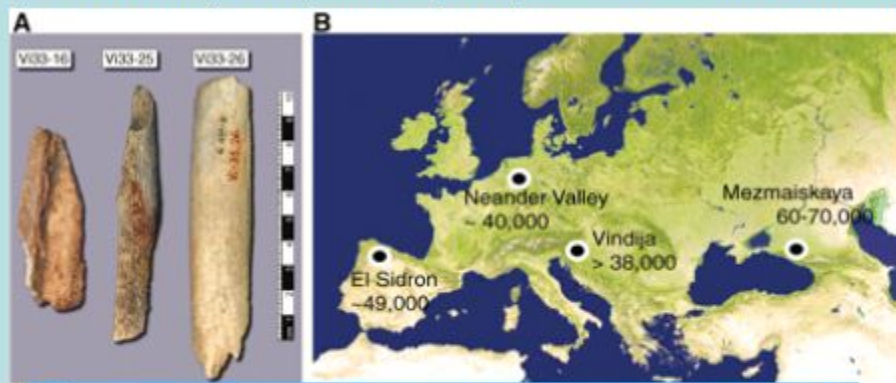 A
Vi33-16
Vi33-25
Vi33-26
B
Neander Valley
~ 40,000
Mezmaiskaya
60-70,000
Vindija
> 38,000
El Sidron
~49,000